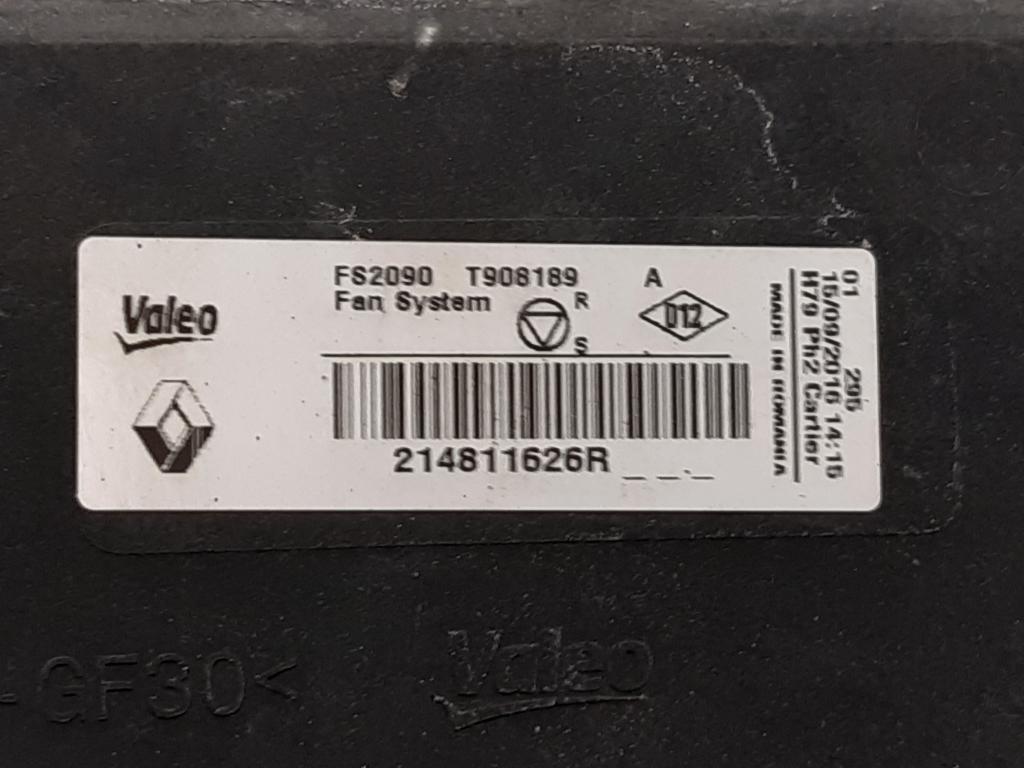 Valeo
FS2090 T908189
Fan System
R
S
A
D12
214811626R _ _ _
MADE IN ROMANIA
H79 Ph2 Cartier
15/09/2016 14:15
01 296
-GF30<
Valeo